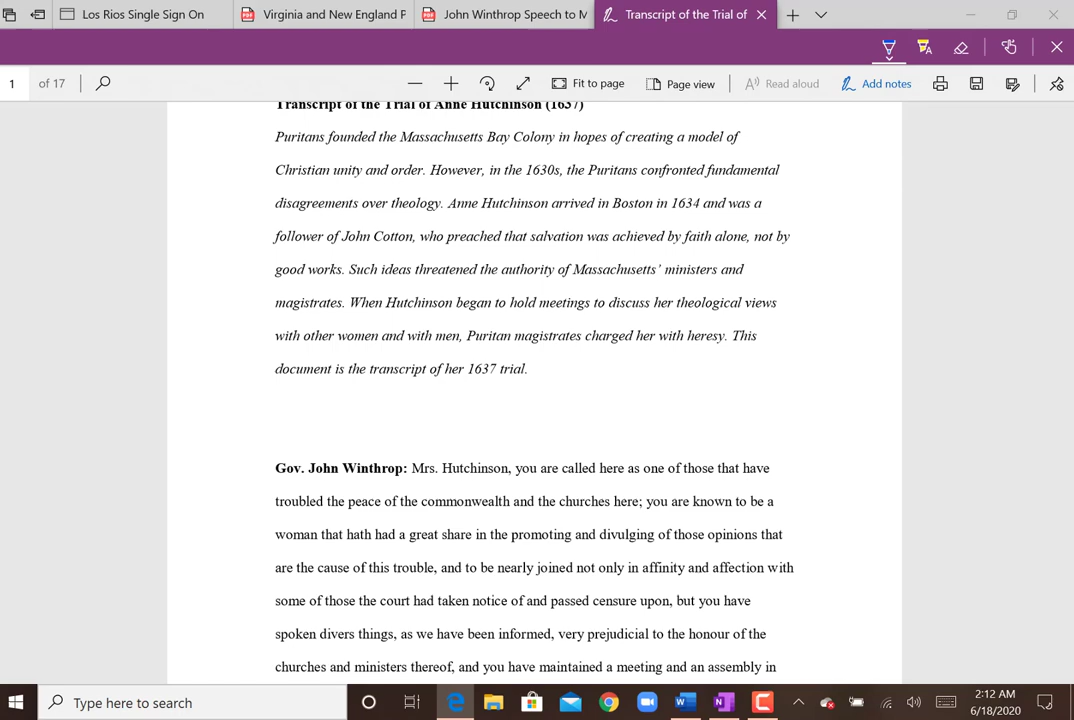 Los Rios Single Sign On
Virginia and New England P
John Winthrop Speech to M
Transcript of the Trial of
1 of 17
Fit to page
Page view
Read aloud
Add notes
Transcript of the Trial of Anne Hutchinson (1637)
Puritans founded the Massachusetts Bay Colony in hopes of creating a model of
Christian unity and order. However, in the 1630s, the Puritans confronted fundamental
disagreements over theology. Anne Hutchinson arrived in Boston in 1634 and was a
follower of John Cotton, who preached that salvation was achieved by faith alone, not by
good works. Such ideas threatened the authority of Massachusetts’ ministers and
magistrates. When Hutchinson began to hold meetings to discuss her theological views
with other women and with men, Puritan magistrates charged her with heresy. This
document is the transcript of her 1637 trial.
Gov. John Winthrop: Mrs. Hutchinson, you are called here as one of those that have
troubled the peace of the commonwealth and the churches here; you are known to be a
woman that hath had a great share in the promoting and divulging of those opinions that
are the cause of this trouble, and to be nearly joined not only in affinity and affection with
some of those the court had taken notice of and passed censure upon, but you have
spoken divers things, as we have been informed, very prejudicial to the honour of the
churches and ministers thereof, and you have maintained a meeting and an assembly in
Type here to search
2:12 AM
6/18/2020